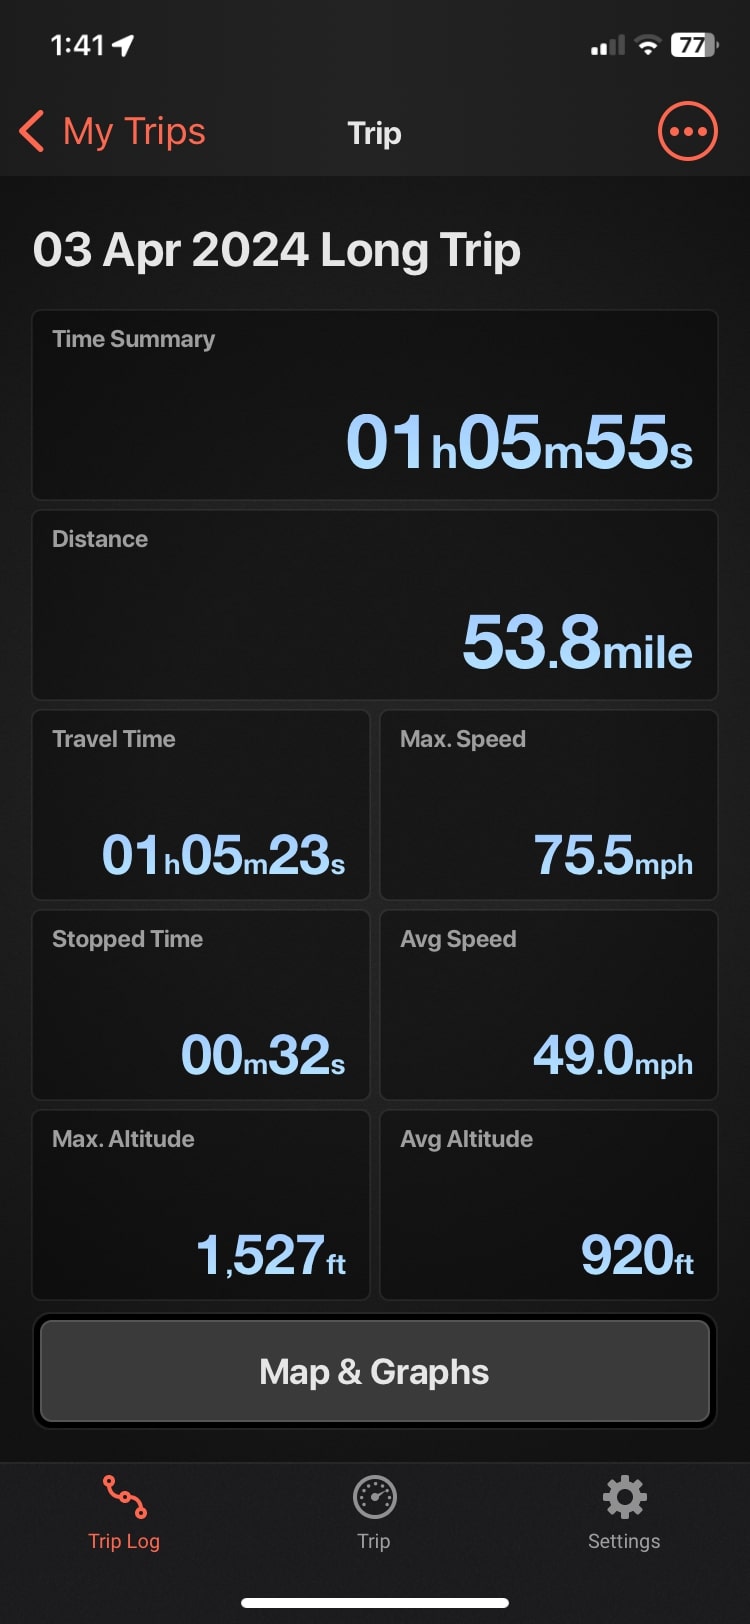 1:41
77
My Trips
Trip
03 Apr 2024 Long Trip
Time Summary
01h05m55s
Distance
53.8mile
Travel Time
01h05m23s
Max. Speed
75.5mph
Stopped Time
00m32s
Avg Speed
49.0mph
Max. Altitude
1,527ft
Avg Altitude
920ft
Map & Graphs
Trip Log
Trip
Settings